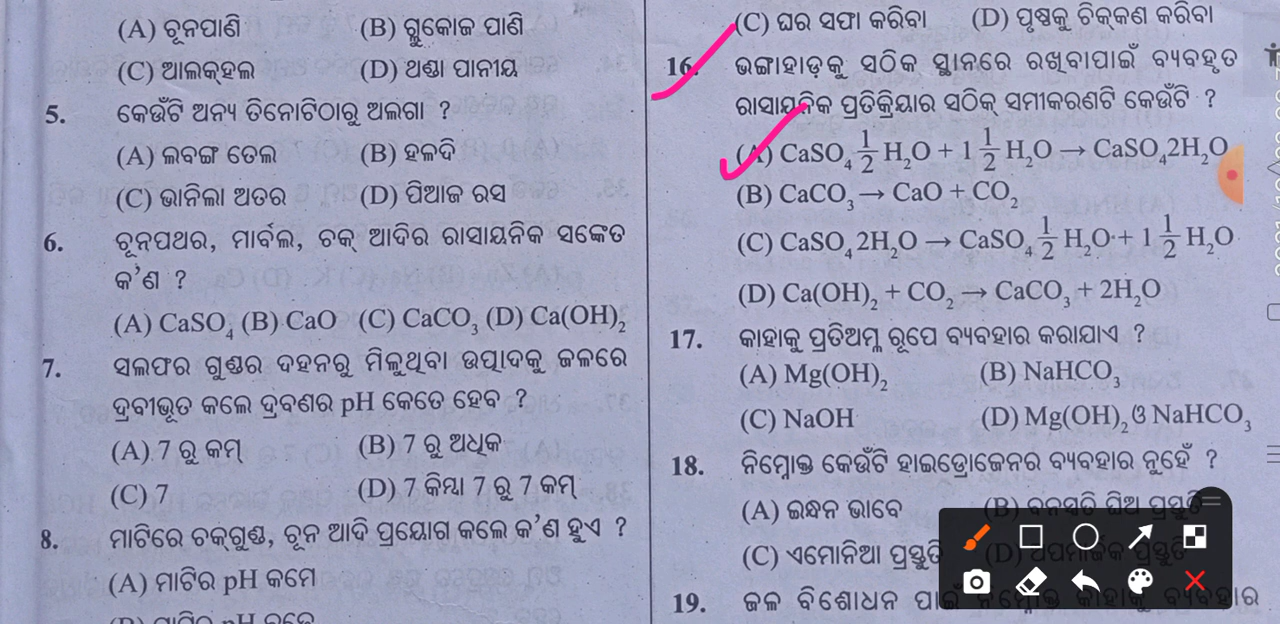 (A) ଚୂନପାଣି (B) ଗ୍ଲୁକୋଜ ପାଣି
(C) ଆଲକ୍‌ହଲ (D) ଥଣ୍ଡା ପାନୀୟ
5. କେଉଁଟି ଅନ୍ୟ ତିନୋଟିଠାରୁ ଅଲଗା ?
(A) ଲବଙ୍ଗ ତେଲ (B) ହଳଦି
(C) ଭାନିଲା ଅତର (D) ପିଆଜ ରସ
6. ଚୂନପଥର, ମାର୍ବଲ, ଚକ୍ ଆଦିର ରାସାୟନିକ ସଙ୍କେତ
କ'ଣ ?
(A) CaSO₄ (B) CaO (C) CaCO₃ (D) Ca(OH)₂
7. ସଲଫର ଗୁଣ୍ଡର ଦହନରୁ ମିଳୁଥିବା ଉତ୍ପାଦକୁ ଜଳରେ
ଦ୍ରବୀଭୂତ କଲେ ଦ୍ରବଣର pH କେତେ ହେବ ?
(A) 7 ରୁ କମ୍ (B) 7 ରୁ ଅଧିକ
(C) 7 (D) 7 କିମ୍ବା 7 ରୁ 7 କମ୍
8. ମାଟିରେ ଚକ୍‌ଗୁଣ୍ଡ, ଚୂନ ଆଦି ପ୍ରୟୋଗ କଲେ କ'ଣ ହୁଏ ?
(A) ମାଟିର pH କମେ
(C) ଘର ସଫା କରିବା (D) ପୃଷ୍ଠକୁ ଚିକ୍କଣ କରିବା
16. ଭଙ୍ଗାହାଡ଼କୁ ସଠିକ ସ୍ଥାନରେ ରଖିବାପାଇଁ ବ୍ୟବହୃତ
ରାସାୟନିକ ପ୍ରତିକ୍ରିୟାର ସଠିକ୍ ସମୀକରଣଟି କେଉଁଟି ?
(A) CaSO₄ ½ H₂O + 1 ½ H₂O → CaSO₄2H₂O
(B) CaCO₃ → CaO + CO₂
(C) CaSO₄ 2H₂O → CaSO₄ ½ H₂O + 1 ½ H₂O
(D) Ca(OH)₂ + CO₂ → CaCO₃ + 2H₂O
17. କାହାକୁ ପ୍ରତିଅମ୍ଳ ରୂପେ ବ୍ୟବହାର କରାଯାଏ ?
(A) Mg(OH)₂ (B) NaHCO₃
(C) NaOH (D) Mg(OH)₂ ଓ NaHCO₃
18. ନିମ୍ନୋକ୍ତ କେଉଁଟି ହାଇଡ୍ରୋଜେନର ବ୍ୟବହାର ନୁହେଁ ?
(A) ଇନ୍ଧନ ଭାବେ (B) ବନସ୍ପତି ଘିଅ ପ୍ରସ୍ତୁତି
(C) ଏମୋନିଆ ପ୍ରସ୍ତୁତି (D) ପ୍ରସ୍ତୁତି
19. ଜଳ ବିଶୋଧନ ପାଇଁ ନିମ୍ନୋକ୍ତ କାହାକୁ ବ୍ୟବହାର